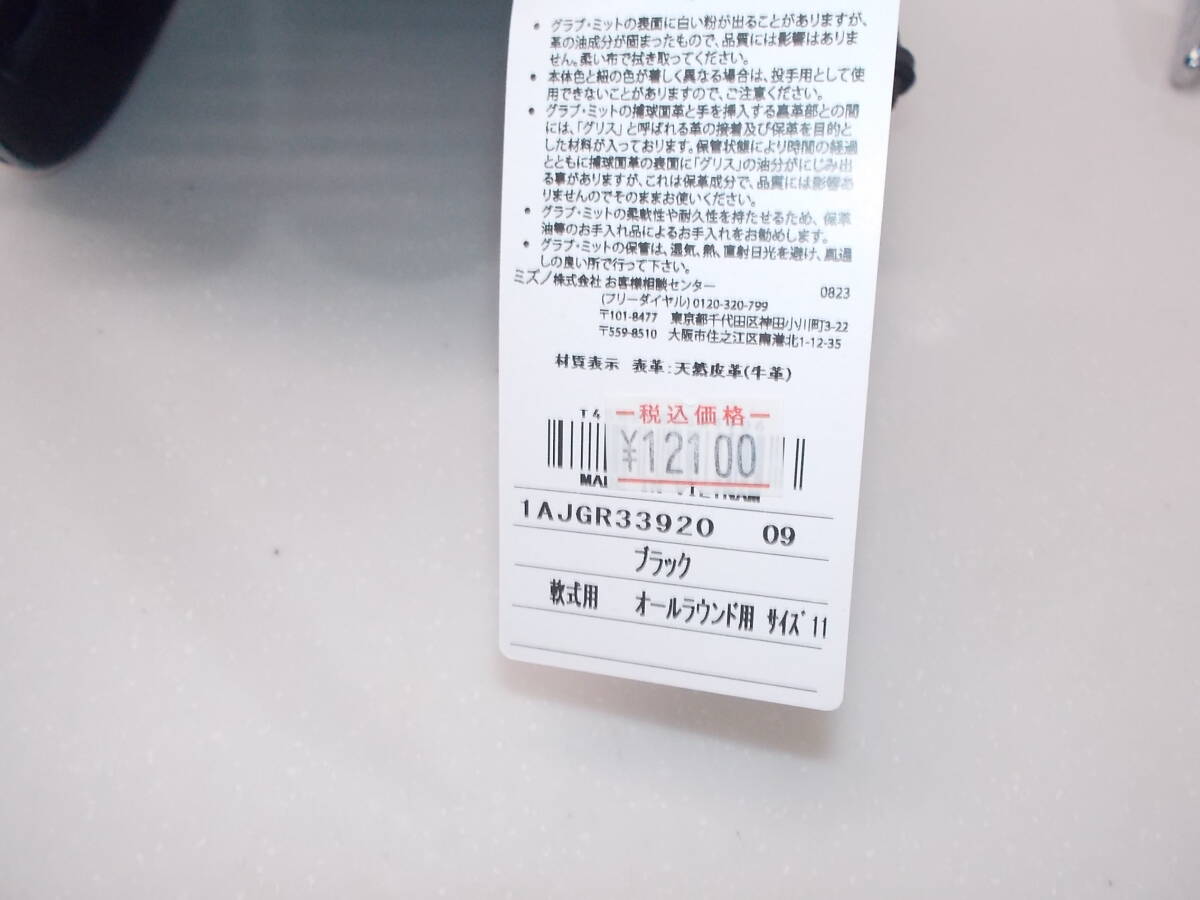 • グラブ・ミットの表面に白い粉が出ることがありますが、
革の油成分が固まったもので、品質には影響はありま
せん。柔い布で拭き取ってください。
• 本体色と紐の色が著しく異なる場合は、投手用として使
用できないことがありますので、ご注意ください。
• グラブ・ミットの捕球面革と手を挿入する裏革部との間
には、「グリス」と呼ばれる革の接着及び保革を目的と
した材料が入っております。保管状態により時間の経過
とともに捕球面革の表面に「グリス」の油分がにじみ出
る事がありますが、これは保革成分で、品質には影響あ
りませんのでそのままお使いください。
• グラブ・ミットの柔軟性や耐久性を持たせるため、保革
油等のお手入れ品によるお手入れをお勧めします。
• グラブ・ミットの保管は、湿気、熱、直射日光を避け、風通
しの良い所で行って下さい。
ミズノ株式会社 お客様相談センター 0823
(フリーダイヤル) 0120-320-799
〒101-8477 東京都千代田区神田小川町3-22
〒559-8510 大阪市住之江区南港北1-12-35
材質表示 表革:天然皮革(牛革)
T4
税込価格
¥12100
1AJGR33920 09
ブラック
軟式用 オールラウンド用 サイズ11